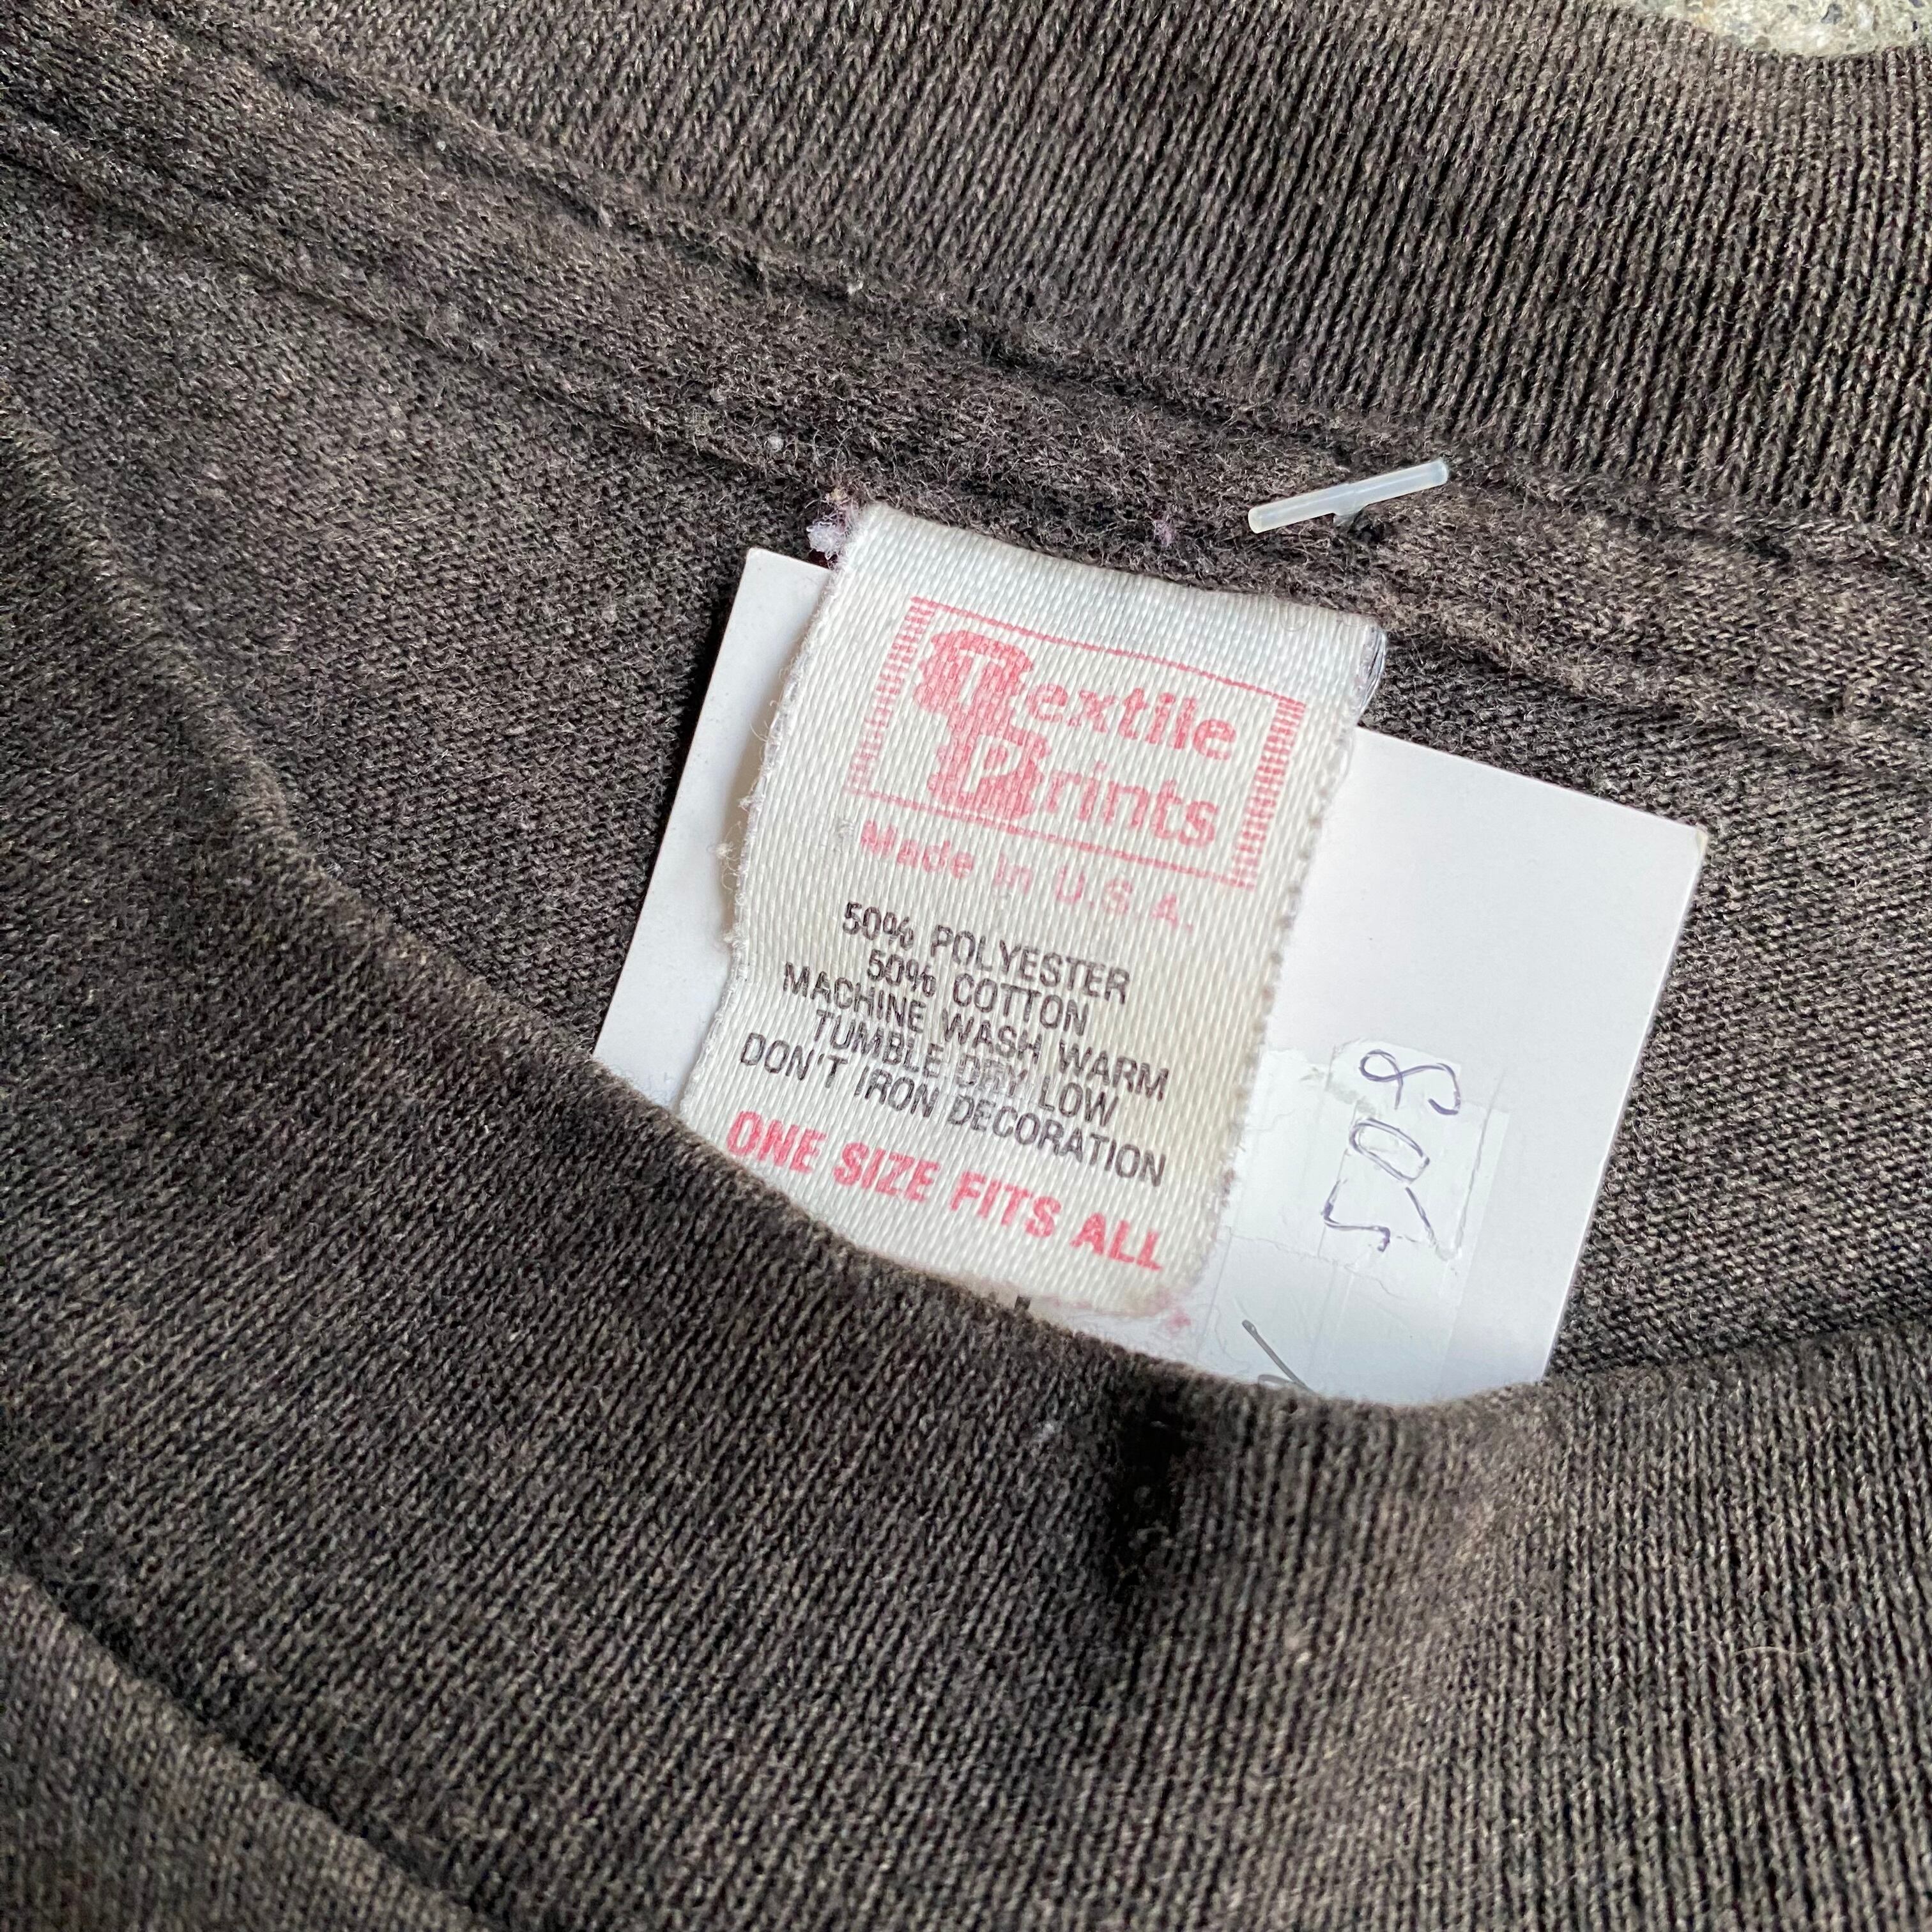 Textile
Prints
Made in U.S.A.
50% POLYESTER
50% COTTON
MACHINE WASH WARM
TUMBLE DRY LOW
DON'T IRON DECORATION
ONE SIZE FITS ALL
508